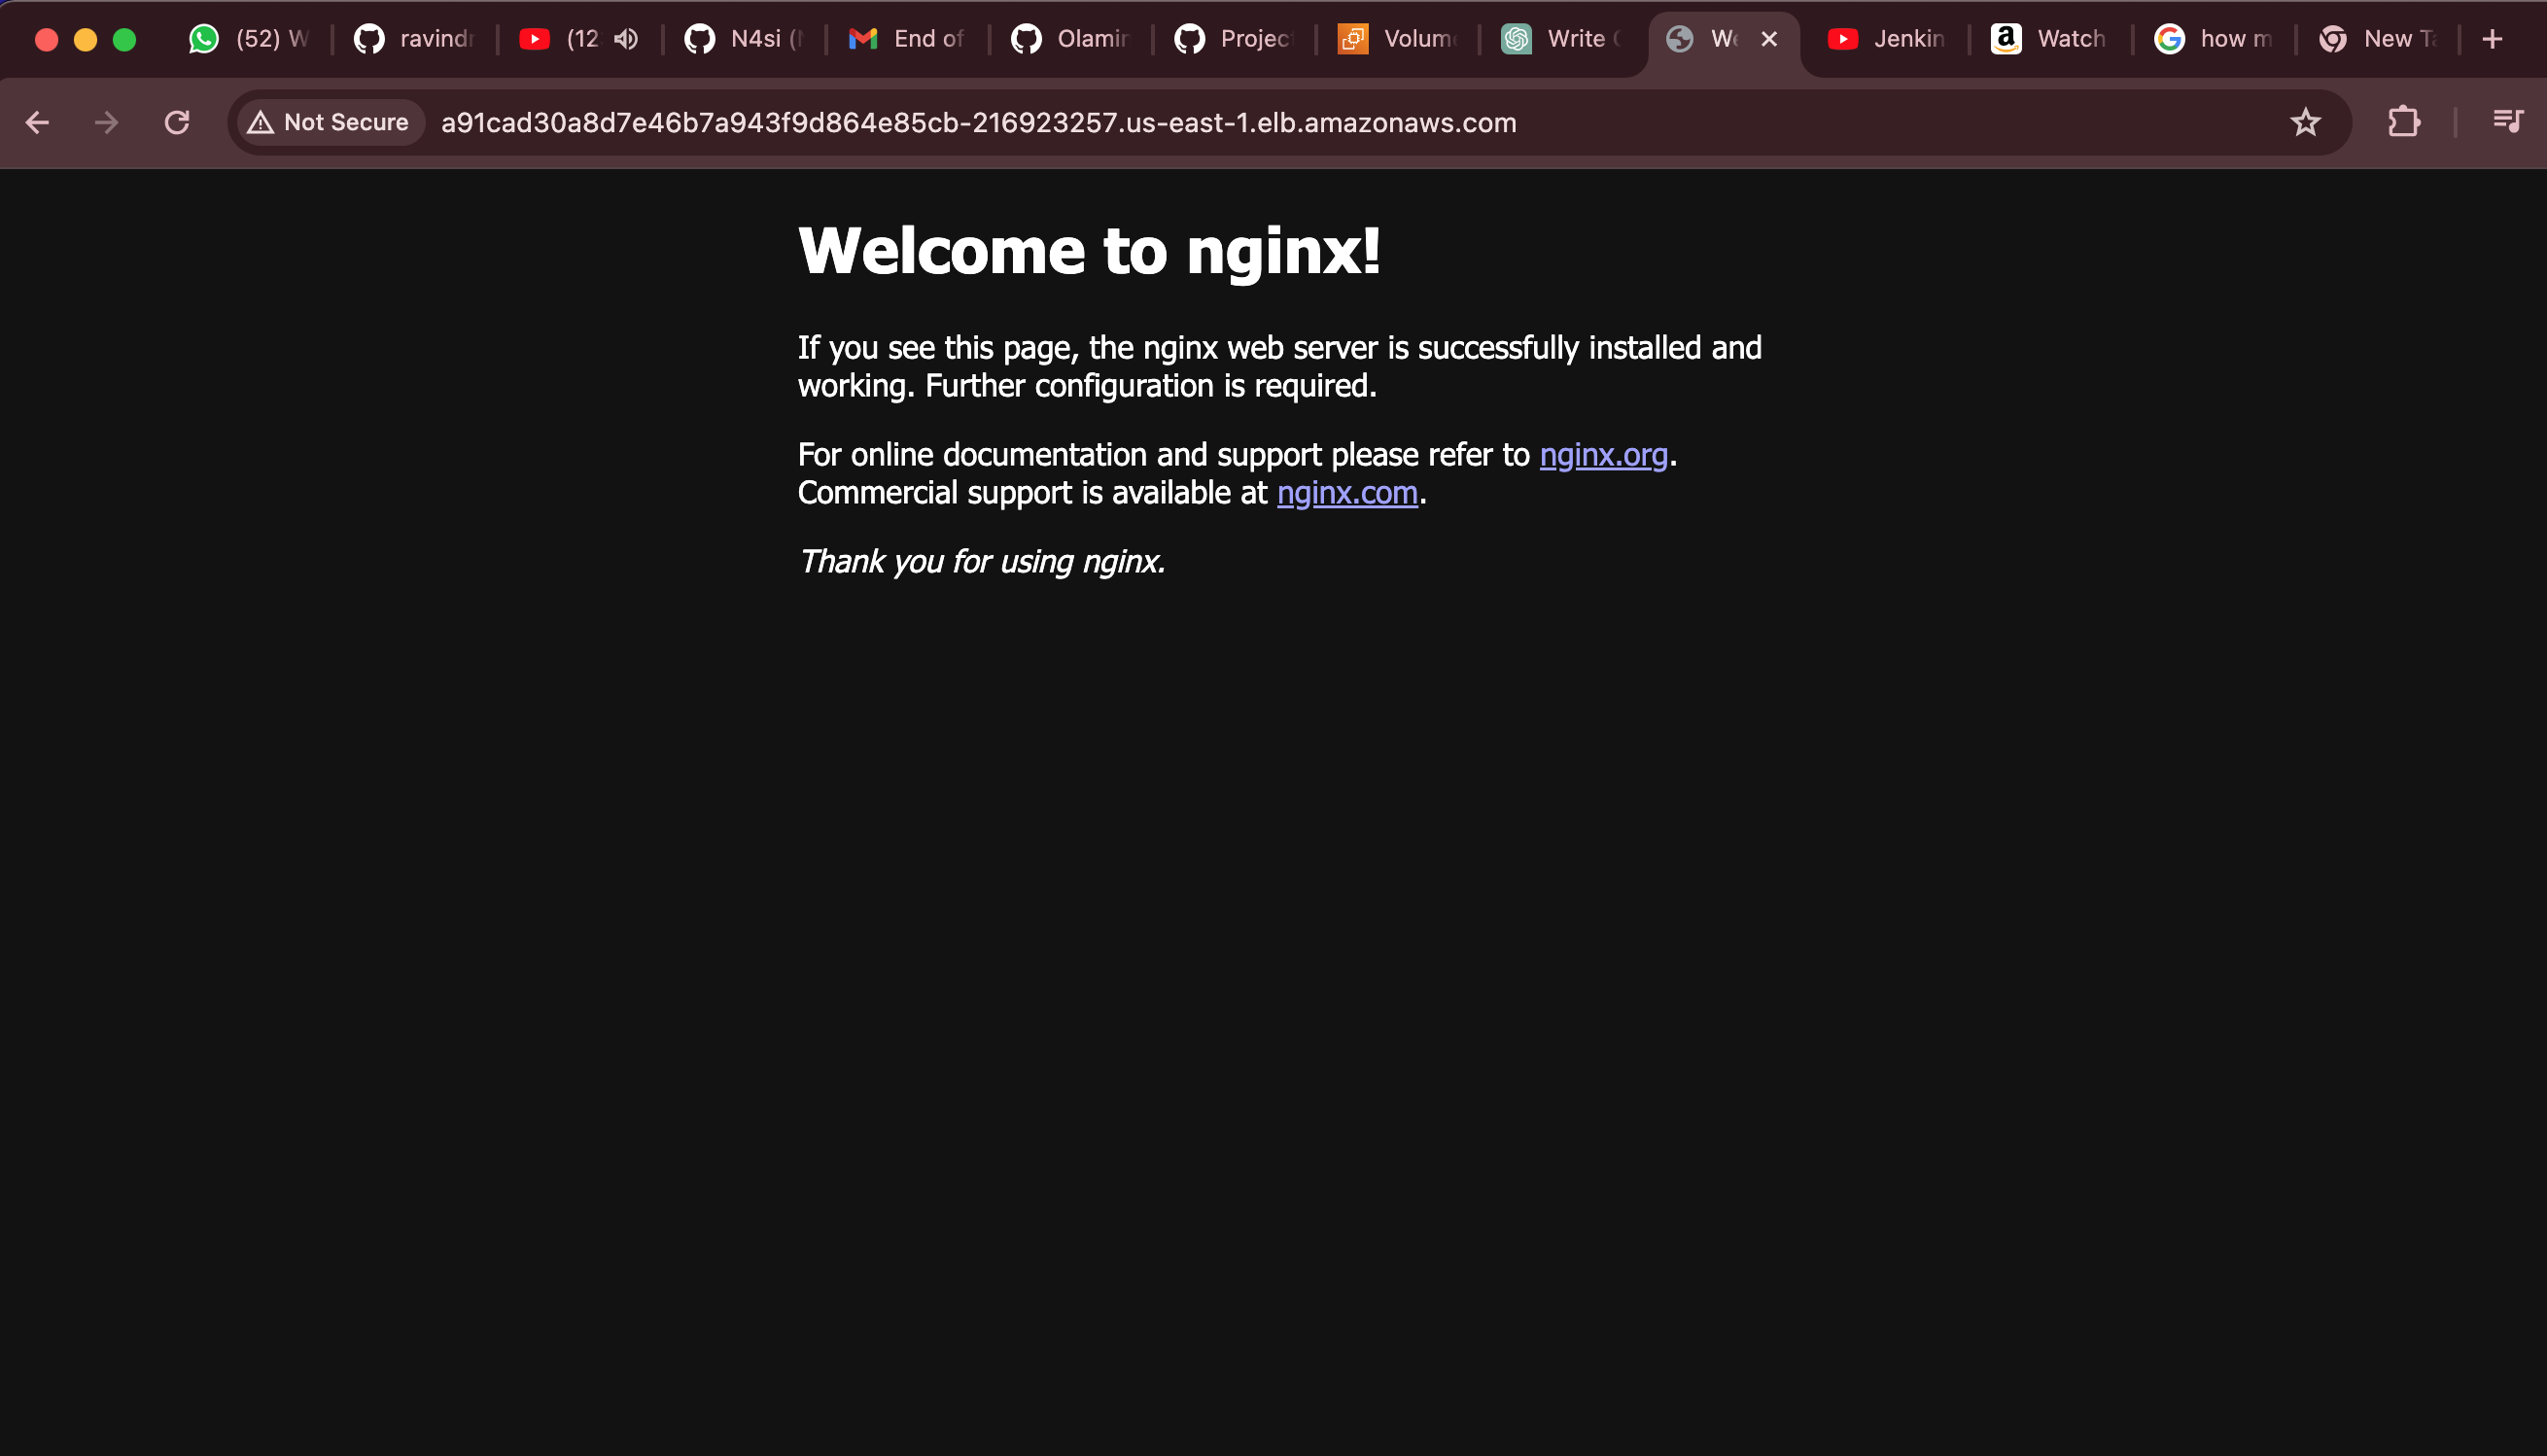 (52) W
ravindr
(12
N4si (
End of
Olamin
Project
Volume
Write
We
Jenkin
Watch
how m
New Ta
Not Secure
a91cad30a8d7e46b7a943f9d864e85cb-216923257.us-east-1.elb.amazonaws.com
Welcome to nginx!
If you see this page, the nginx web server is successfully installed and
working. Further configuration is required.
For online documentation and support please refer to nginx.org.
Commercial support is available at nginx.com.
Thank you for using nginx.